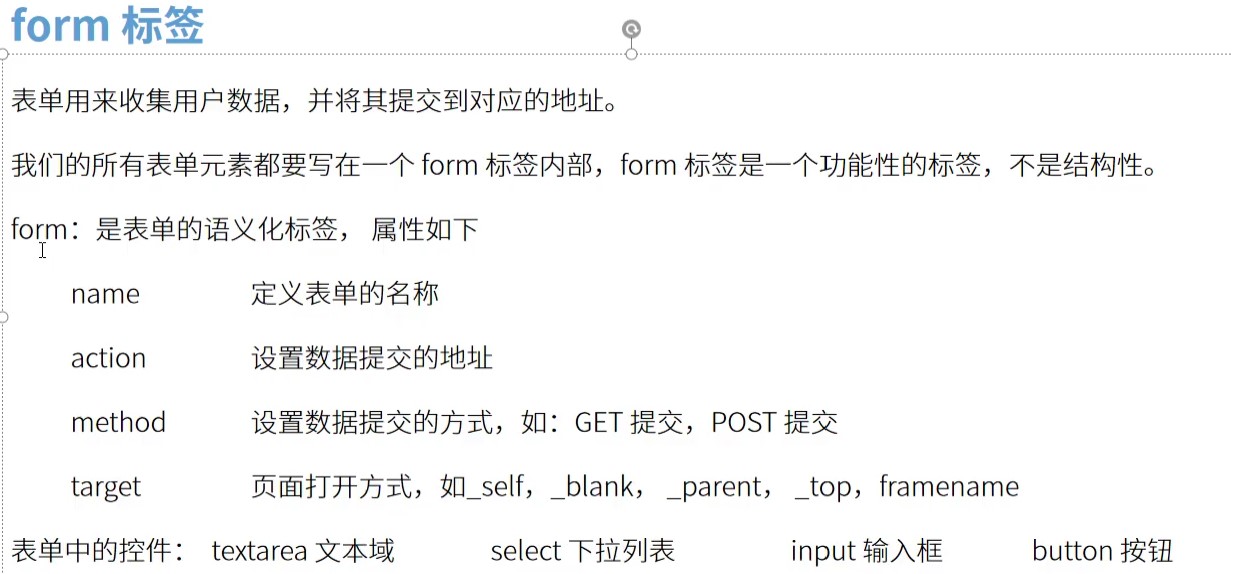 form 标签
表单用来收集用户数据，并将其提交到对应的地址。
我们的所有表单元素都要写在一个 form 标签内部，form 标签是一个功能性的标签，不是结构性。
form：是表单的语义化标签， 属性如下
name 定义表单的名称
action 设置数据提交的地址
method 设置数据提交的方式，如：GET 提交，POST 提交
target 页面打开方式，如_self，_blank， _parent， _top，framename
表单中的控件： textarea 文本域 select 下拉列表 input 输入框 button 按钮